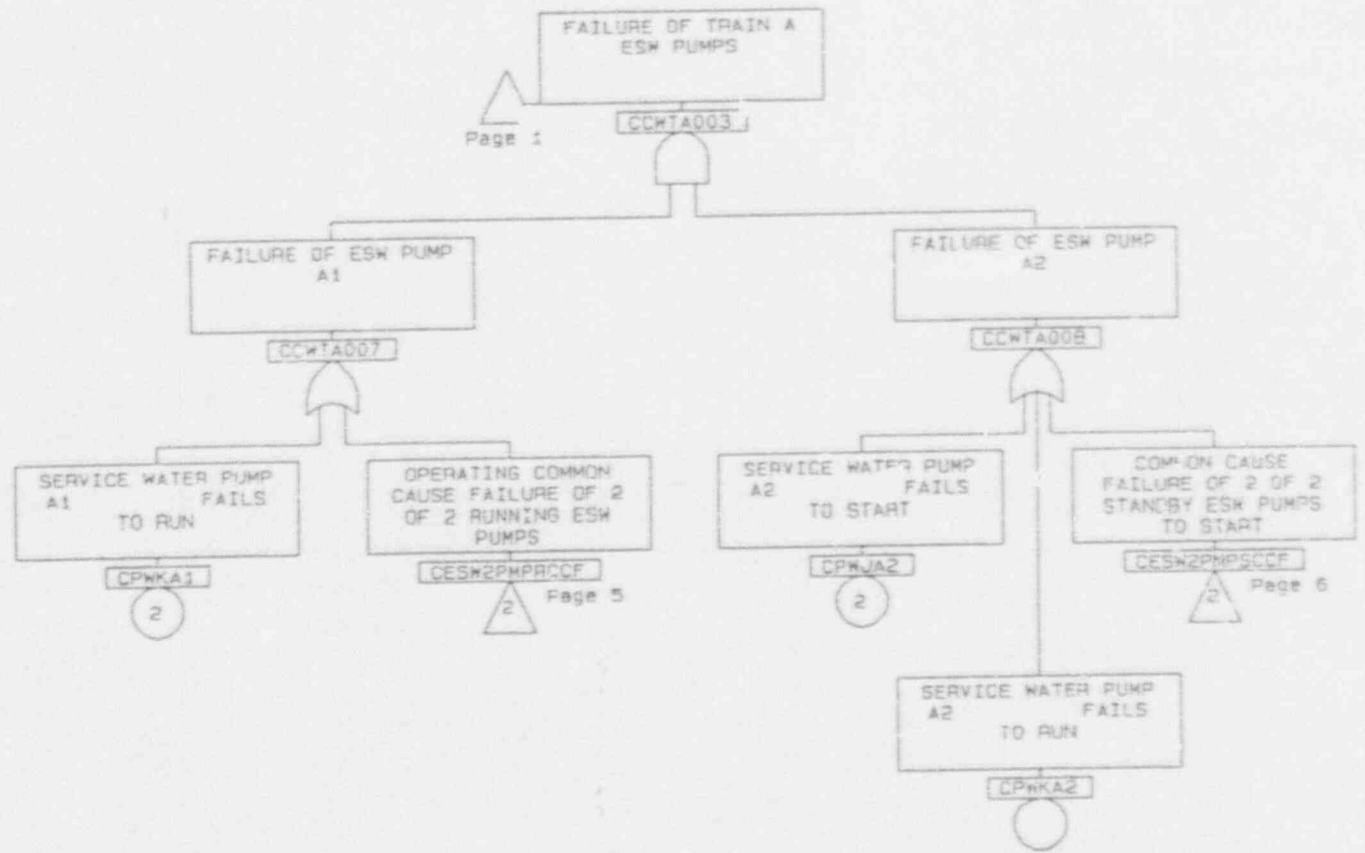 FAILURE OF TRAIN A
ESW PUMPS
Page 1
CCWTA003
FAILURE OF ESW PUMP
A1
CCWTA007
FAILURE OF ESW PUMP
A2
CCWTA008
SERVICE WATER PUMP
A1 FAILS
TO RUN
CPWKA1
2
OPERATING COMMON
CAUSE FAILURE OF 2
OF 2 RUNNING ESW
PUMPS
CESW2PMPRCCF
2
Page 5
SERVICE WATER PUMP
A2 FAILS
TO START
CPWJA2
2
COMMON CAUSE
FAILURE OF 2 OF 2
STANDBY ESW PUMPS
TO START
CESW2PMPSCCF
2
Page 6
SERVICE WATER PUMP
A2 FAILS
TO RUN
CPWKA2